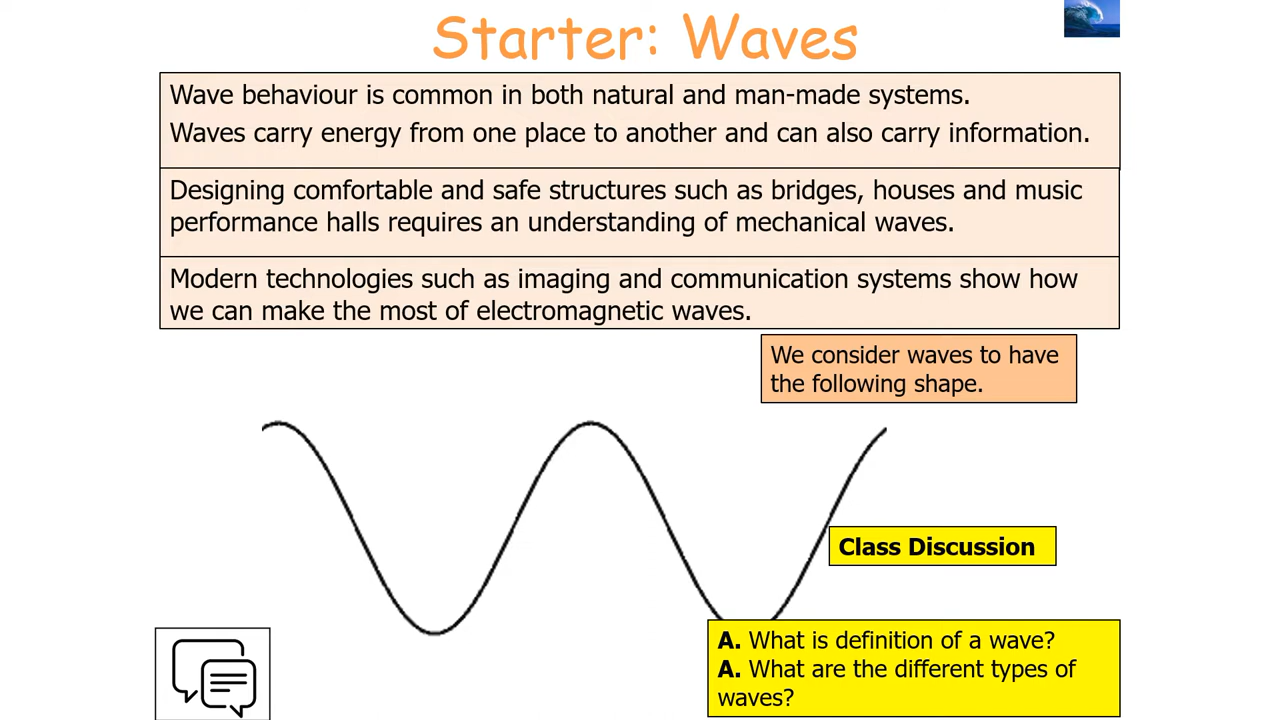 Starter: Waves
Wave behaviour is common in both natural and man-made systems.
Waves carry energy from one place to another and can also carry information.
Designing comfortable and safe structures such as bridges, houses and music
performance halls requires an understanding of mechanical waves.
Modern technologies such as imaging and communication systems show how
we can make the most of electromagnetic waves.
We consider waves to have
the following shape.
Class Discussion
A. What is definition of a wave?
A. What are the different types of
waves?